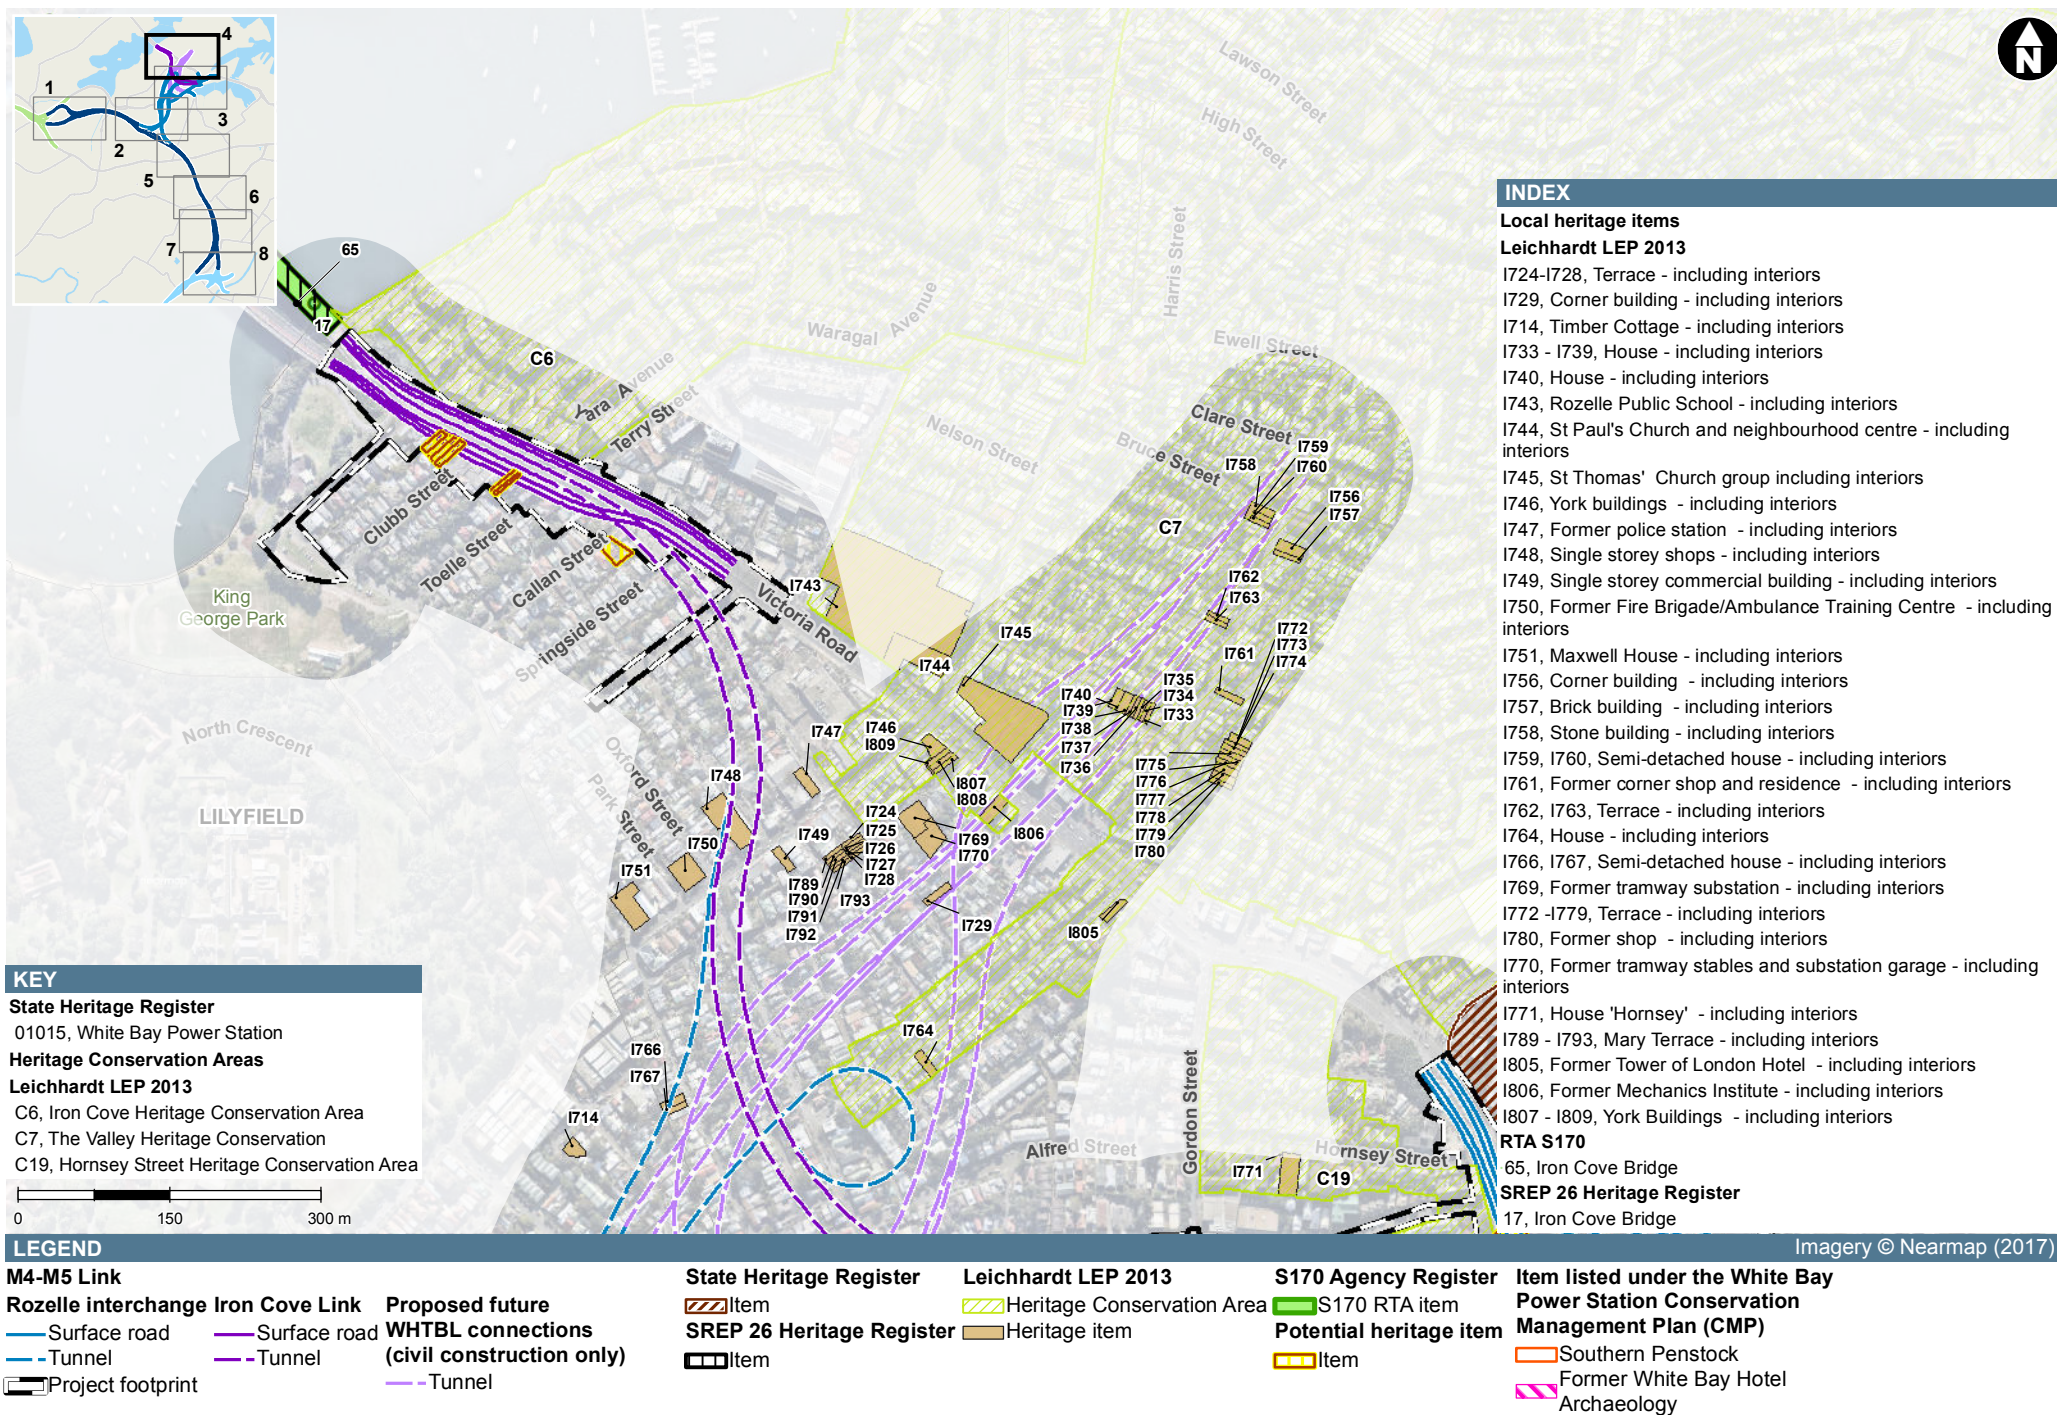 4
1
3
2
5
6
7
8
N
65
17
C6
Lawson Street
High Street
Harris Street
Waragal Avenue
Ewell Street
Yara Avenue
Terry Street
Nelson Street
Clare Street
Bruce Street
I759
I758
I760
I756
I757
C7
Clubb Street
Toelle Street
Callan Street
Springside Street
Victoria Road
King
George Park
I743
I762
I763
I745
I744
I772
I773
I774
I761
I740
I739
I738
I737
I736
I735
I734
I733
North Crescent
Oxford Street
Park Street
LILYFIELD
I747
I746
I809
I807
I808
I748
I775
I776
I777
I778
I779
I780
I750
I749
I724
I725
I726
I727
I728
I769
I770
I806
I751
I789
I790
I791
I792
I793
I729
I805
I764
I766
I767
I714
Alfred Street
Gordon Street
Hornsey Street
I771
C19
INDEX
Local heritage items
Leichhardt LEP 2013
I724-I728, Terrace - including interiors
I729, Corner building - including interiors
I714, Timber Cottage - including interiors
I733 - I739, House - including interiors
I740, House - including interiors
I743, Rozelle Public School - including interiors
I744, St Paul's Church and neighbourhood centre - including
interiors
I745, St Thomas' Church group including interiors
I746, York buildings - including interiors
I747, Former police station - including interiors
I748, Single storey shops - including interiors
I749, Single storey commercial building - including interiors
I750, Former Fire Brigade/Ambulance Training Centre - including
interiors
I751, Maxwell House - including interiors
I756, Corner building - including interiors
I757, Brick building - including interiors
I758, Stone building - including interiors
I759, I760, Semi-detached house - including interiors
I761, Former corner shop and residence - including interiors
I762, I763, Terrace - including interiors
I764, House - including interiors
I766, I767, Semi-detached house - including interiors
I769, Former tramway substation - including interiors
I772 -I779, Terrace - including interiors
I780, Former shop - including interiors
I770, Former tramway stables and substation garage - including
interiors
I771, House 'Hornsey' - including interiors
I789 - I793, Mary Terrace - including interiors
I805, Former Tower of London Hotel - including interiors
I806, Former Mechanics Institute - including interiors
I807 - I809, York Buildings - including interiors
RTA S170
65, Iron Cove Bridge
SREP 26 Heritage Register
17, Iron Cove Bridge
KEY
State Heritage Register
01015, White Bay Power Station
Heritage Conservation Areas
Leichhardt LEP 2013
C6, Iron Cove Heritage Conservation Area
C7, The Valley Heritage Conservation
C19, Hornsey Street Heritage Conservation Area
0 150 300 m
LEGEND
Imagery © Nearmap (2017)
M4-M5 Link
Rozelle interchange
Surface road
Tunnel
Project footprint
Iron Cove Link
Surface road
Tunnel
Proposed future
WHTBL connections
(civil construction only)
Tunnel
State Heritage Register
Item
SREP 26 Heritage Register
Item
Leichhardt LEP 2013
Heritage Conservation Area
Heritage item
S170 Agency Register
S170 RTA item
Potential heritage item
Item
Item listed under the White Bay
Power Station Conservation
Management Plan (CMP)
Southern Penstock
Former White Bay Hotel
Archaeology